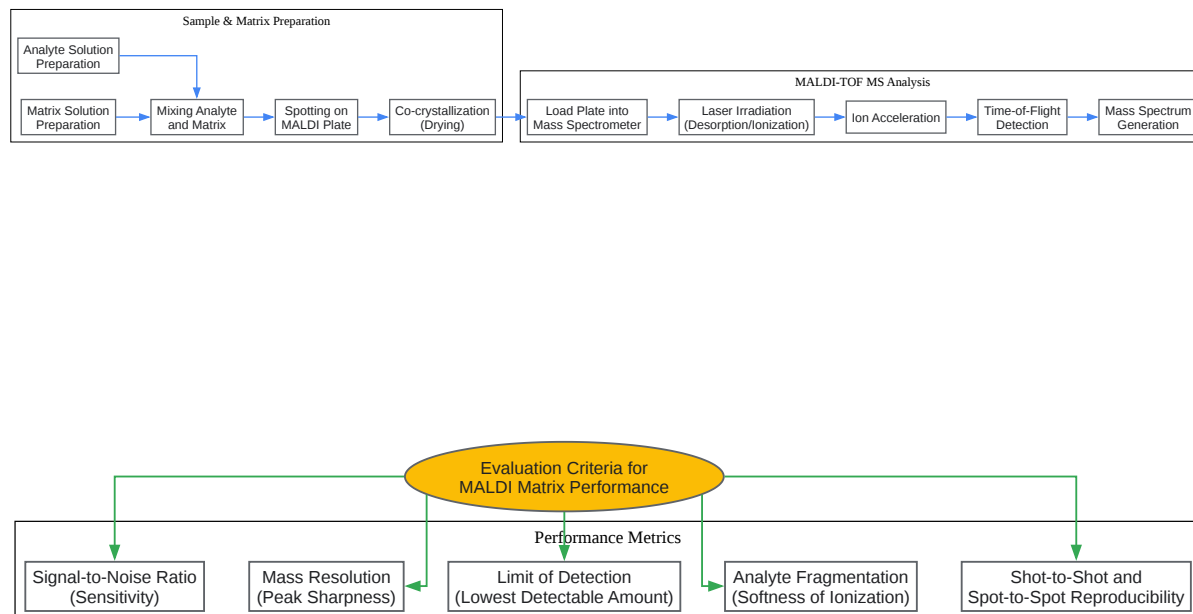 Sample & Matrix Preparation
Analyte Solution
Preparation
Matrix Solution
Preparation
Mixing Analyte
and Matrix
Spotting on
MALDI Plate
Co-crystallization
(Drying)
MALDI-TOF MS Analysis
Load Plate into
Mass Spectrometer
Laser Irradiation
(Desorption/Ionization)
Ion Acceleration
Time-of-Flight
Detection
Mass Spectrum
Generation
Evaluation Criteria for
MALDI Matrix Performance
Performance Metrics
Signal-to-Noise Ratio
(Sensitivity)
Mass Resolution
(Peak Sharpness)
Limit of Detection
(Lowest Detectable Amount)
Analyte Fragmentation
(Softness of Ionization)
Shot-to-Shot and
Spot-to-Spot Reproducibility